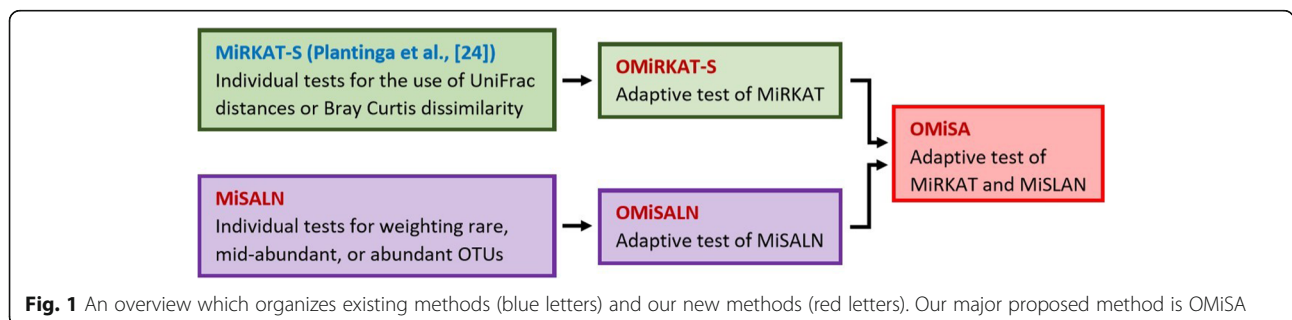 MiRKAT-S (Plantinga et al., [24])
Individual tests for the use of UniFrac
distances or Bray Curtis dissimilarity
OMiRKAT-S
Adaptive test of MiRKAT
MiSALN
Individual tests for weighting rare,
mid-abundant, or abundant OTUs
OMiSALN
Adaptive test of MiSALN
OMiSA
Adaptive test of
MiRKAT and MiSLAN
Fig. 1 An overview which organizes existing methods (blue letters) and our new methods (red letters). Our major proposed method is OMiSA